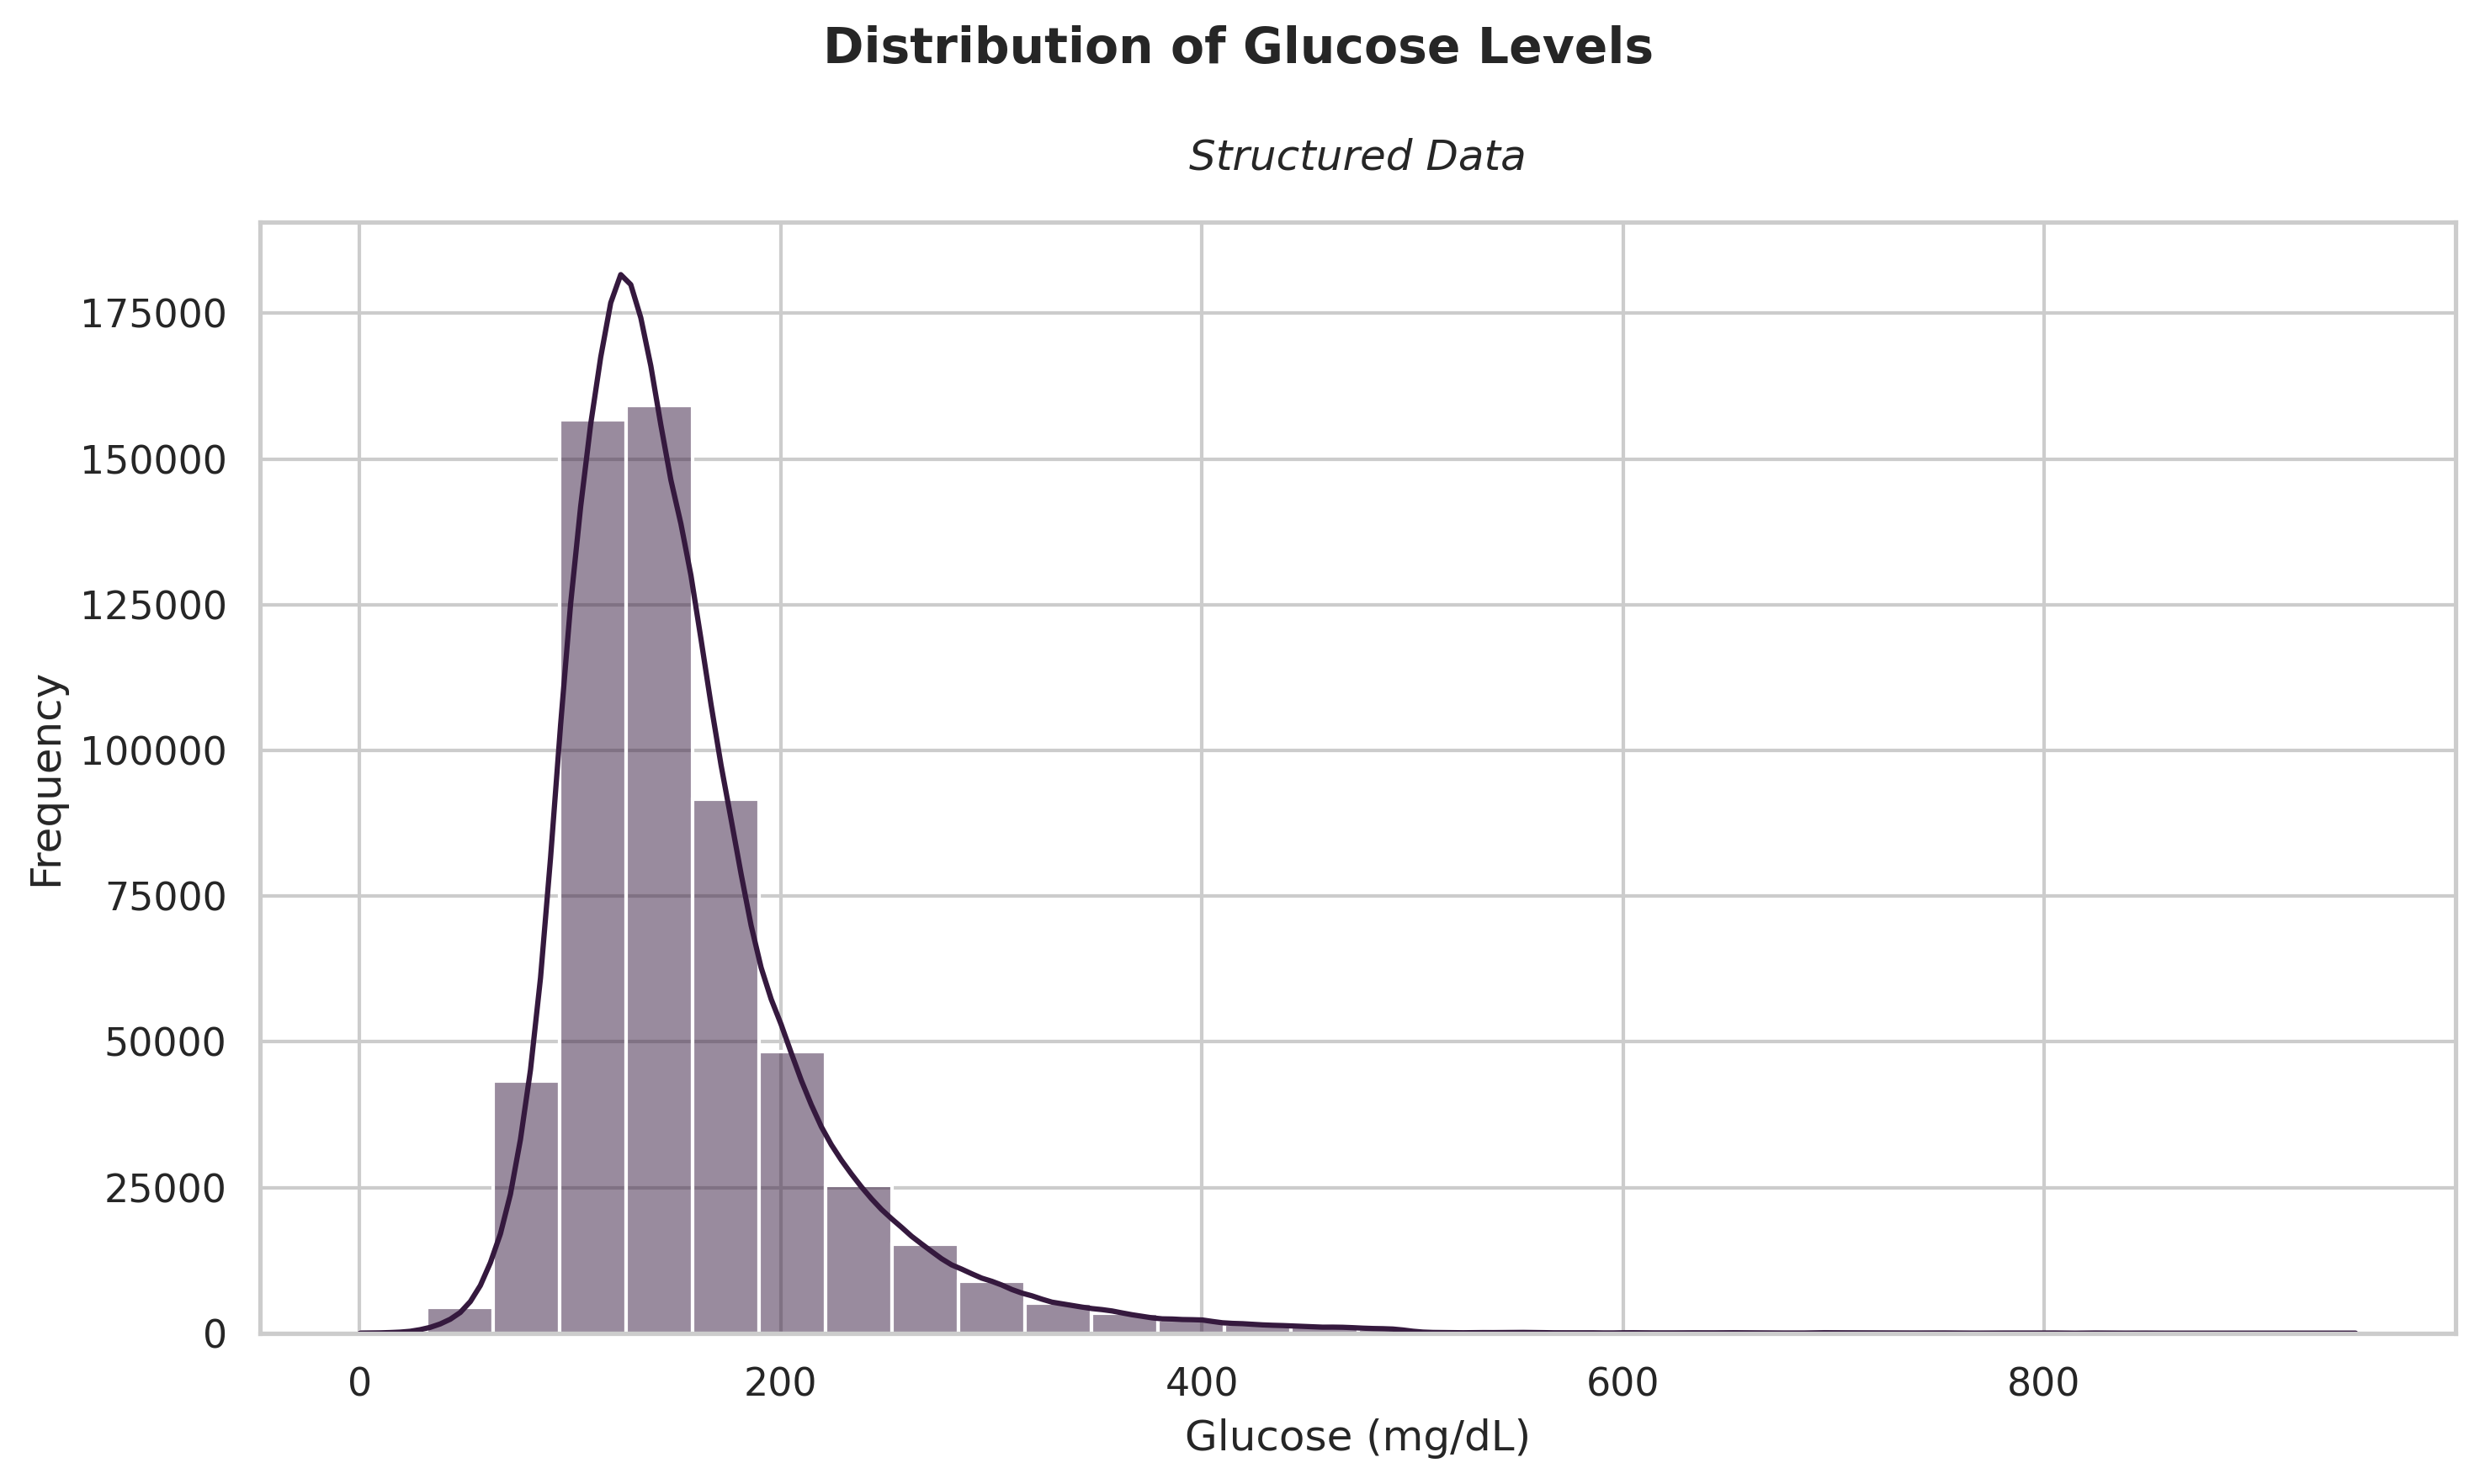 Distribution of Glucose Levels
Structured Data
Frequency
175000
150000
125000
100000
75000
50000
25000
0
0 200 400 600 800
Glucose (mg/dL)